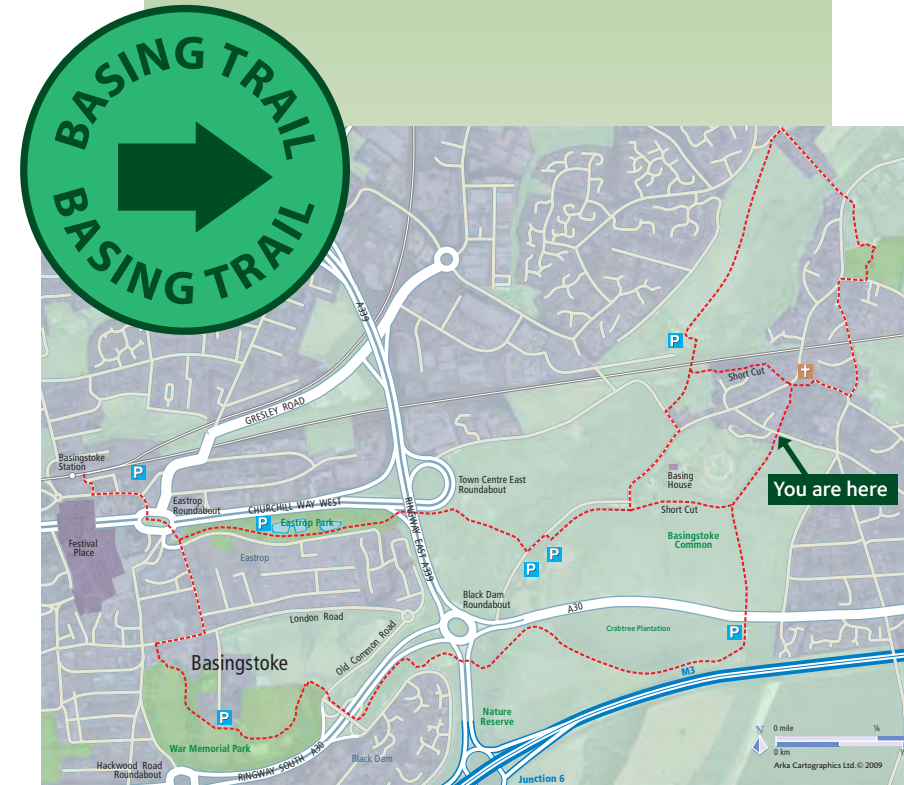 BASING TRAIL
BASING TRAIL
A339
GRESLEY ROAD
Short Cut
Basingstoke
Station
P
P
Eastrop
Roundabout
CHURCHILL WAY WEST
P
Eastrop Park
Town Centre East
Roundabout
Basing
House
Short Cut
You are here
Festival
Place
Eastrop
RINGWAY EAST A339
Basingstoke
Common
P
P
Black Dam
Roundabout
A30
London Road
Old Common Road
Crabtree Plantation
P
Basingstoke
M3
P
War Memorial Park
Nature
Reserve
Hackwood Road
Roundabout
RINGWAY SOUTH A30
Black Dam
Junction 6
N
0 mile
¼
0 km
Arka Cartographics Ltd.© 2009